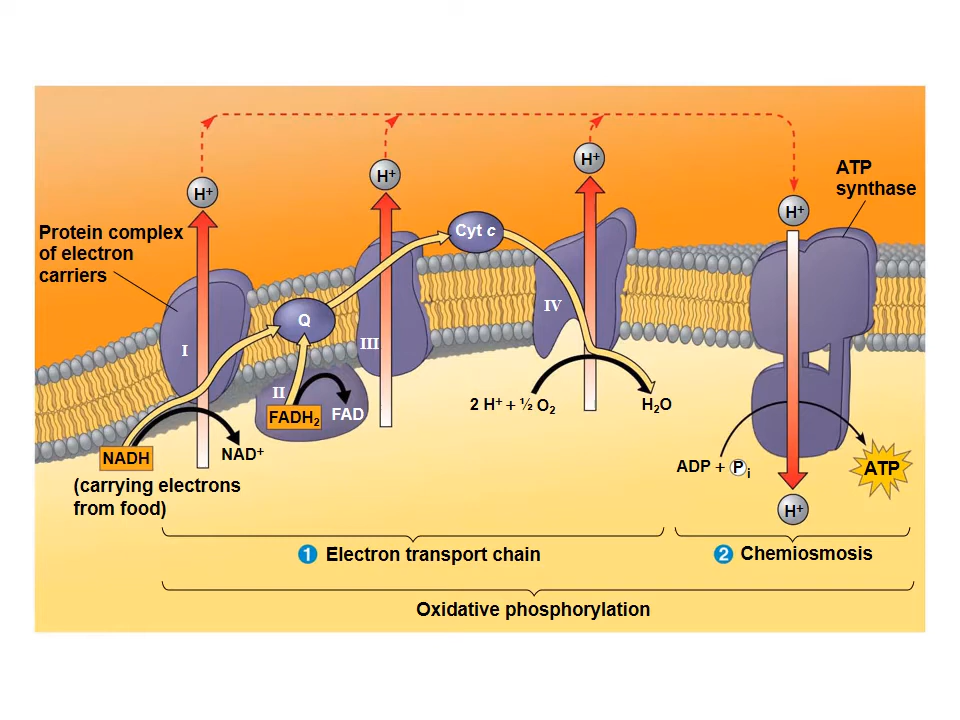 H+
H+
H+
ATP
synthase
H+
Protein complex
of electron
carriers
Cyt c
Q
I
II
III
IV
FADH2
FAD
NADH
NAD+
2 H+ + ½ O2
H2O
(carrying electrons
from food)
ADP + Pi
ATP
H+
1 Electron transport chain
2 Chemiosmosis
Oxidative phosphorylation